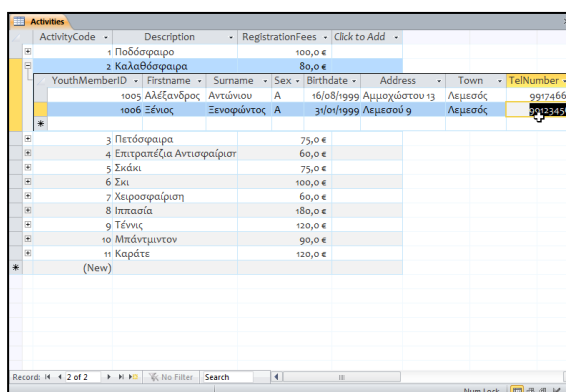 Activities
ActivityCode Description RegistrationFees Click to Add
1 Ποδόσφαιρο 100,0 €
2 Καλαθόσφαιρα 80,0 €
YouthMemberID Firstname Surname Sex Birthdate Address Town TelNumber
1005 Αλέξανδρος Αντώνιου Α 16/08/1999 Αμμοχώστου 13 Λεμεσός 9917466
1006 Ξένιος Ξενοφώντος Α 31/01/1999 Λεμεσού 9 Λεμεσός 9912345
3 Πετόσφαιρα 75,0 €
4 Επιτραπέζια Αντισφαίριστ 60,0 €
5 Σκάκι 75,0 €
6 Σκι 100,0 €
7 Χειροσφαίριση 60,0 €
8 Ιππασία 180,0 €
9 Τέννις 120,0 €
10 Μπάντμιντον 90,0 €
11 Καράτε 120,0 €
(New)
Record: 2 of 2 No Filter Search
Num Lock